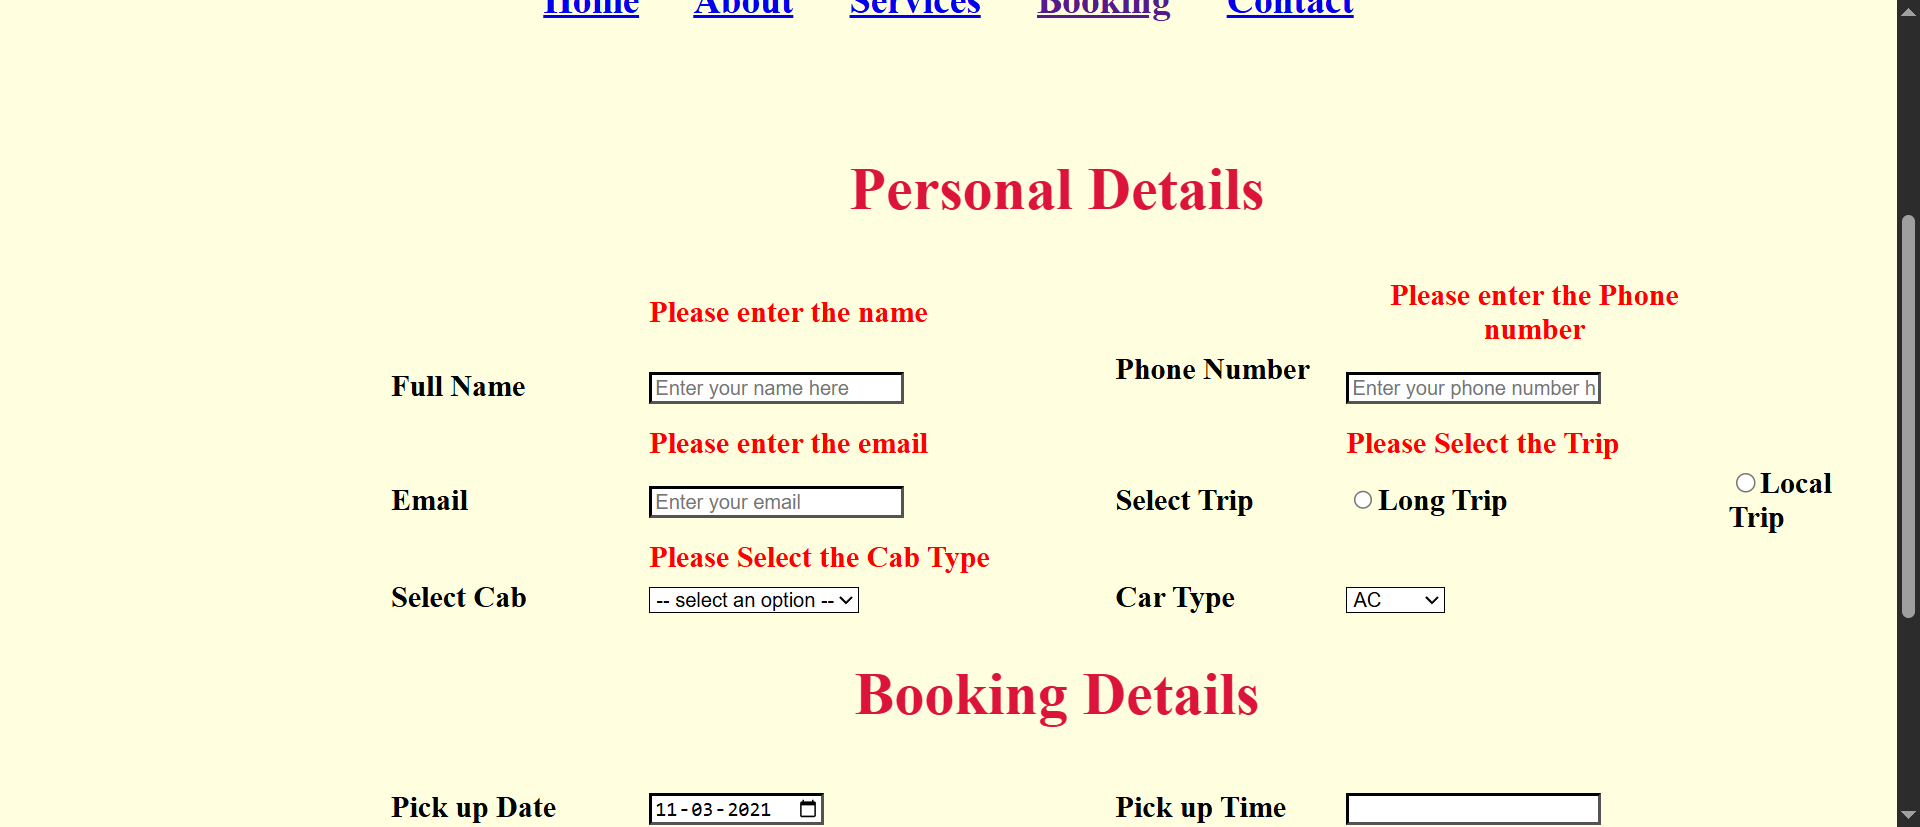 Home About Services Booking Contact
Personal Details
Please enter the name
Please enter the Phone
number
Full Name
Enter your name here
Phone Number
Enter your phone number h
Please enter the email
Please Select the Trip
Email
Enter your email
Select Trip
Long Trip
Local
Trip
Please Select the Cab Type
Select Cab
-- select an option --
Car Type
AC
Booking Details
Pick up Date
11-03-2021
Pick up Time